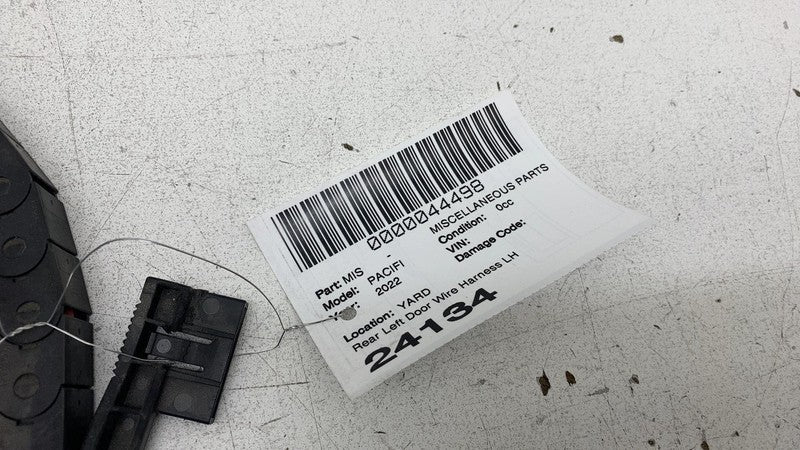 0000044498
Part: MIS - MISCELLANEOUS PARTS
Model: PACIFI Condition: 0cc
Year: 2022 VIN:
Damage Code:
Location: YARD
Rear Left Door Wire Harness LH
24134